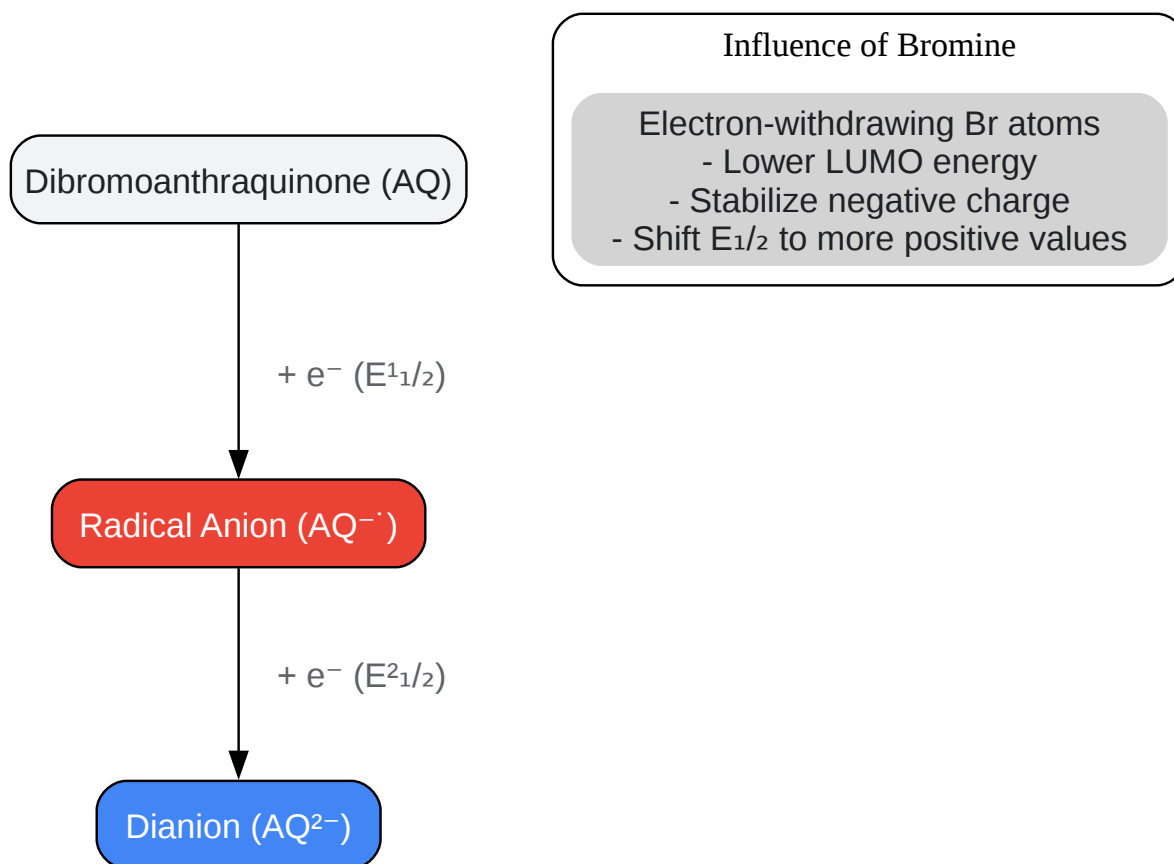 Influence of Bromine
Electron-withdrawing Br atoms
- Lower LUMO energy
- Stabilize negative charge
- Shift E₁/₂ to more positive values
Dibromoanthraquinone (AQ)
+ e⁻ (E¹₁/₂)
Radical Anion (AQ⁻˙)
+ e⁻ (E²₁/₂)
Dianion (AQ²⁻)